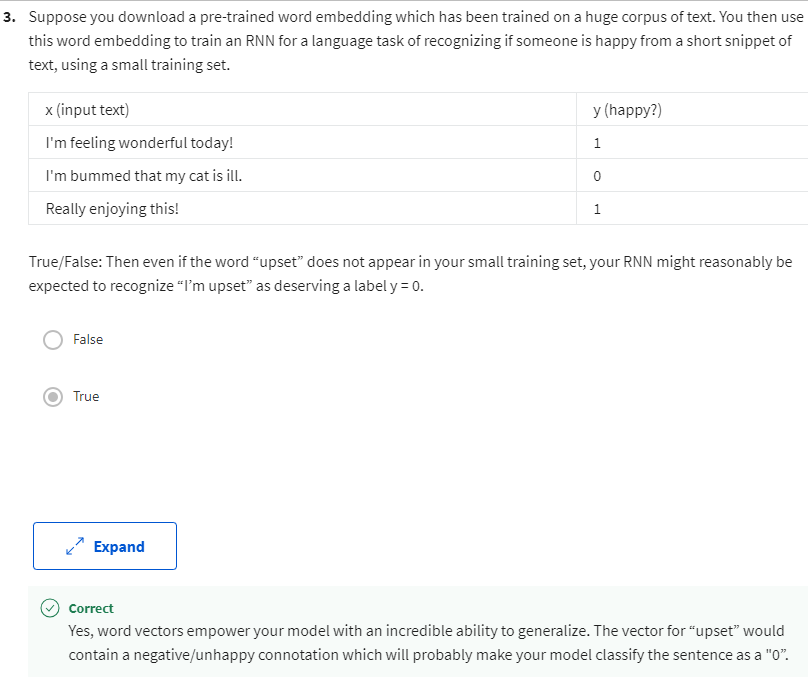 3. Suppose you download a pre-trained word embedding which has been trained on a huge corpus of text. You then use
this word embedding to train an RNN for a language task of recognizing if someone is happy from a short snippet of
text, using a small training set.
x (input text) y (happy?)
I'm feeling wonderful today! 1
I'm bummed that my cat is ill. 0
Really enjoying this! 1
True/False: Then even if the word “upset” does not appear in your small training set, your RNN might reasonably be
expected to recognize “I’m upset” as deserving a label y = 0.
False
True
Expand
Correct
Yes, word vectors empower your model with an incredible ability to generalize. The vector for “upset” would
contain a negative/unhappy connotation which will probably make your model classify the sentence as a "0”.